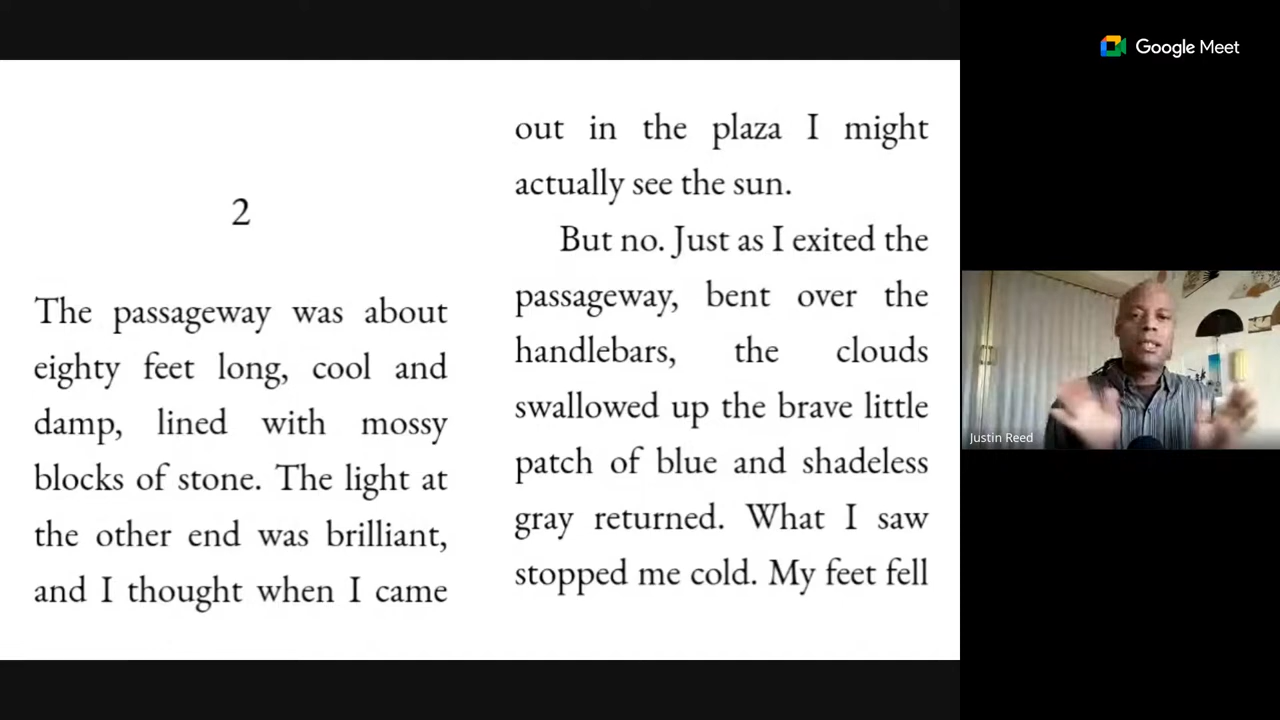 2
The passageway was about
eighty feet long, cool and
damp, lined with mossy
blocks of stone. The light at
the other end was brilliant,
and I thought when I came
out in the plaza I might
actually see the sun.
But no. Just as I exited the
passageway, bent over the
handlebars, the clouds
swallowed up the brave little
patch of blue and shadeless
gray returned. What I saw
stopped me cold. My feet fell
Google Meet
Justin Reed